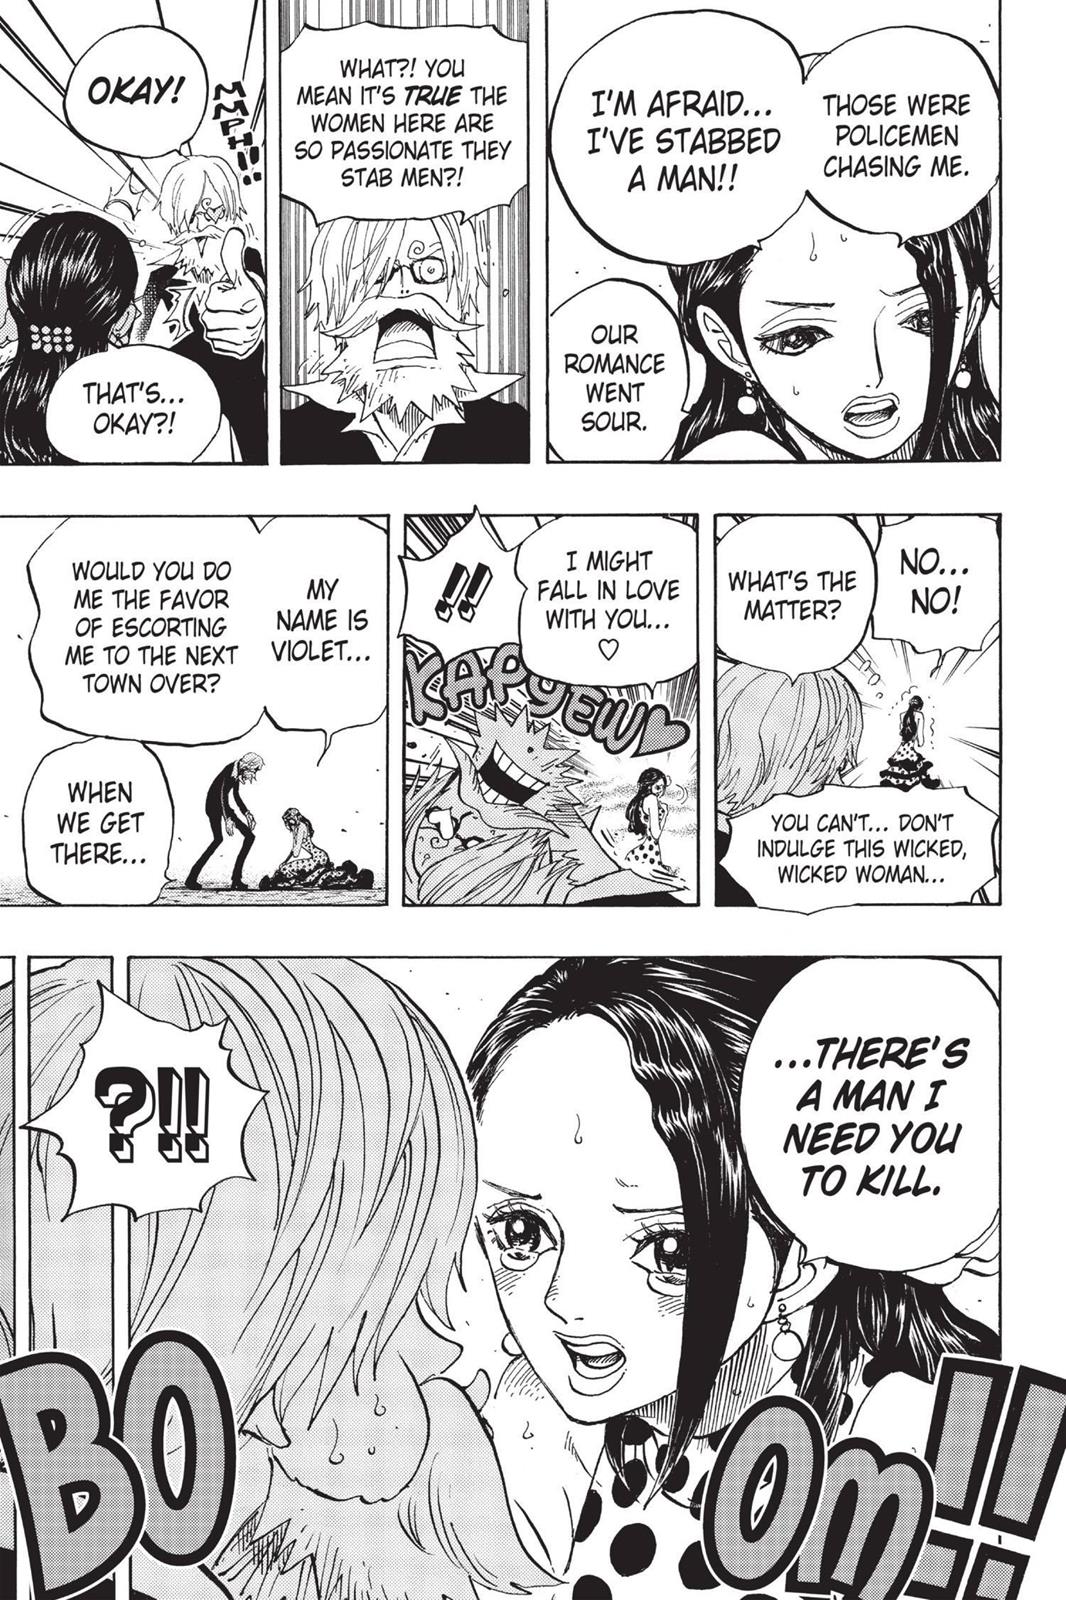 THOSE WERE
POLICEMEN
CHASING ME.
I'M AFRAID...
I'VE STABBED
A MAN!!
OUR
ROMANCE
WENT
SOUR.
WHAT?! YOU
MEAN IT'S TRUE THE
WOMEN HERE ARE
SO PASSIONATE THEY
STAB MEN?!
OKAY!
MMPH!!
THAT'S...
OKAY?!
NO...
NO!
WHAT'S THE
MATTER?
YOU CAN'T... DON'T
INDULGE THIS WICKED,
WICKED WOMAN...
I MIGHT
FALL IN LOVE
WITH YOU...
♡
!!
KAPYEW♥
MY
NAME IS
VIOLET...
WOULD YOU DO
ME THE FAVOR
OF ESCORTING
ME TO THE NEXT
TOWN OVER?
WHEN
WE GET
THERE...
...THERE'S
A MAN I
NEED YOU
TO KILL.
?!!
BOOM!!